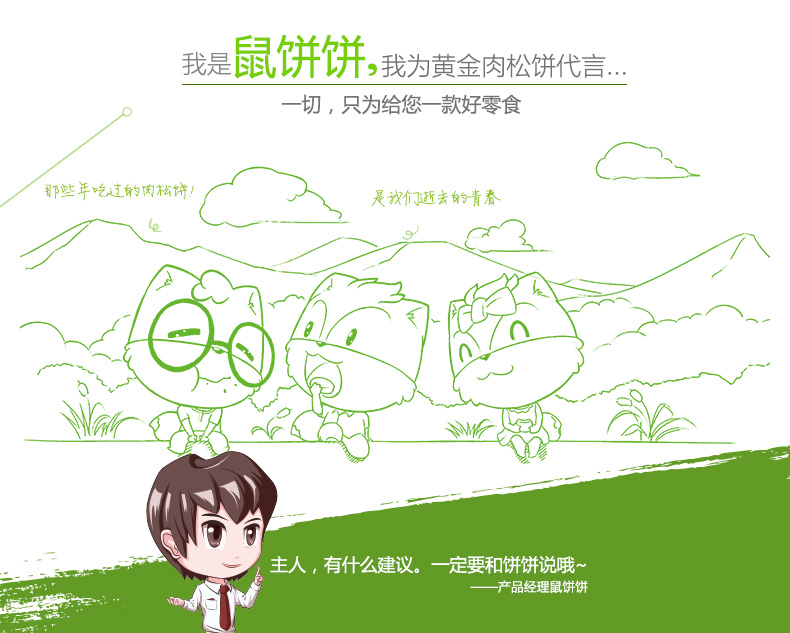 我是鼠饼饼,我为黄金肉松饼代言...
一切，只为给您一款好零食
那些年吃过的肉松饼!
是我们逝去的青春
主人，有什么建议。一定要和饼饼说哦~
——产品经理鼠饼饼